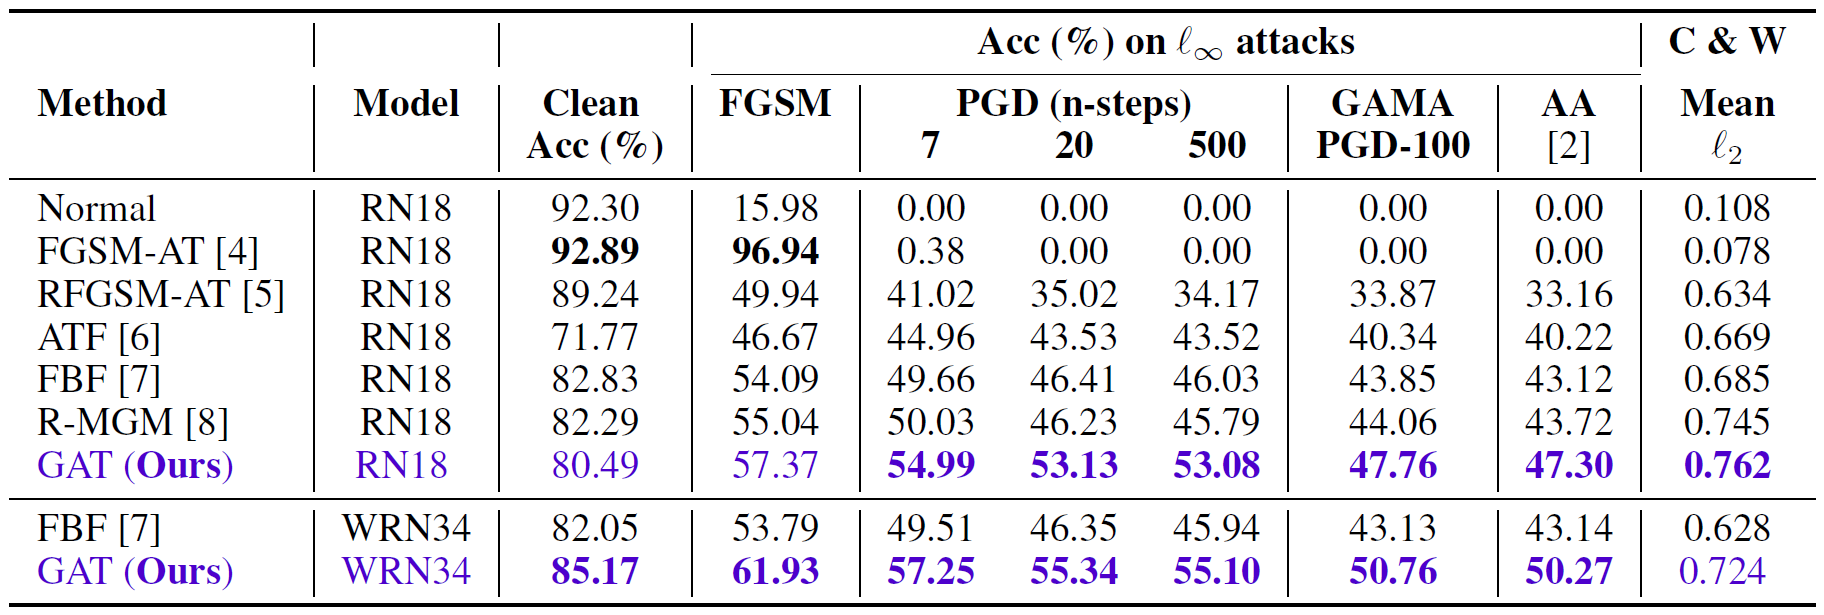 Acc (%) on ℓ∞ attacks C & W
Method Model Clean FGSM PGD (n-steps) GAMA AA Mean
Acc (%) 7 20 500 PGD-100 [2] ℓ2
Normal RN18 92.30 15.98 0.00 0.00 0.00 0.00 0.00 0.108
FGSM-AT [4] RN18 92.89 96.94 0.38 0.00 0.00 0.00 0.00 0.078
RFGSM-AT [5] RN18 89.24 49.94 41.02 35.02 34.17 33.87 33.16 0.634
ATF [6] RN18 71.77 46.67 44.96 43.53 43.52 40.34 40.22 0.669
FBF [7] RN18 82.83 54.09 49.66 46.41 46.03 43.85 43.12 0.685
R-MGM [8] RN18 82.29 55.04 50.03 46.23 45.79 44.06 43.72 0.745
GAT (Ours) RN18 80.49 57.37 54.99 53.13 53.08 47.76 47.30 0.762
FBF [7] WRN34 82.05 53.79 49.51 46.35 45.94 43.13 43.14 0.628
GAT (Ours) WRN34 85.17 61.93 57.25 55.34 55.10 50.76 50.27 0.724